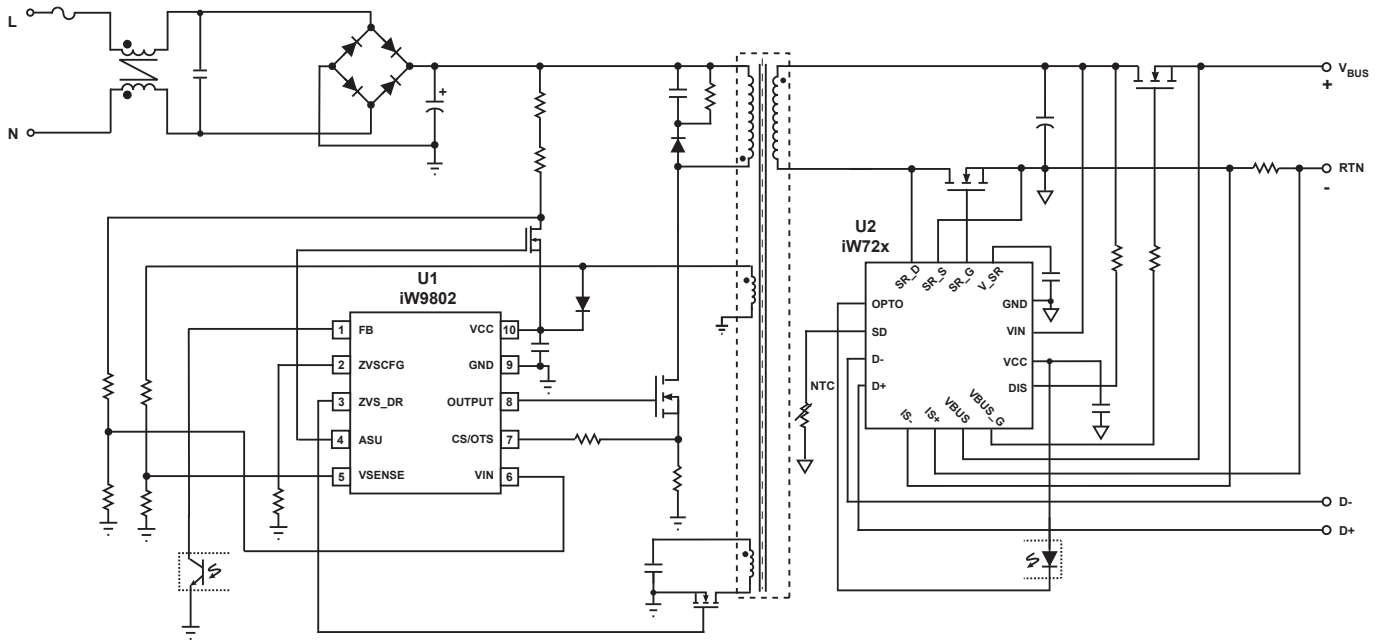 L
N
+
V_BUS
+
RTN
-
U2
iW72x
U1
iW9802
SR_D
SR_S
SR_G
V_SR
OPTO
GND
SD
VIN
D-
VCC
D+
DIS
IS-
IS+
VBUS
VBUS_G
NTC
1 FB
VCC 10
2 ZVSCFG
GND 9
3 ZVS_DR
OUTPUT 8
4 ASU
CS/OTS 7
5 VSENSE
VIN 6
D-
D+